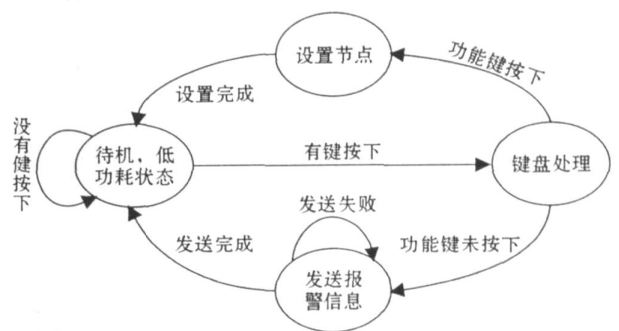 设置节点
功能键按下
设置完成
没有健按下
待机，低
功耗状态
有键按下
键盘处理
发送失败
发送完成
功能键未按下
发送报
警信息